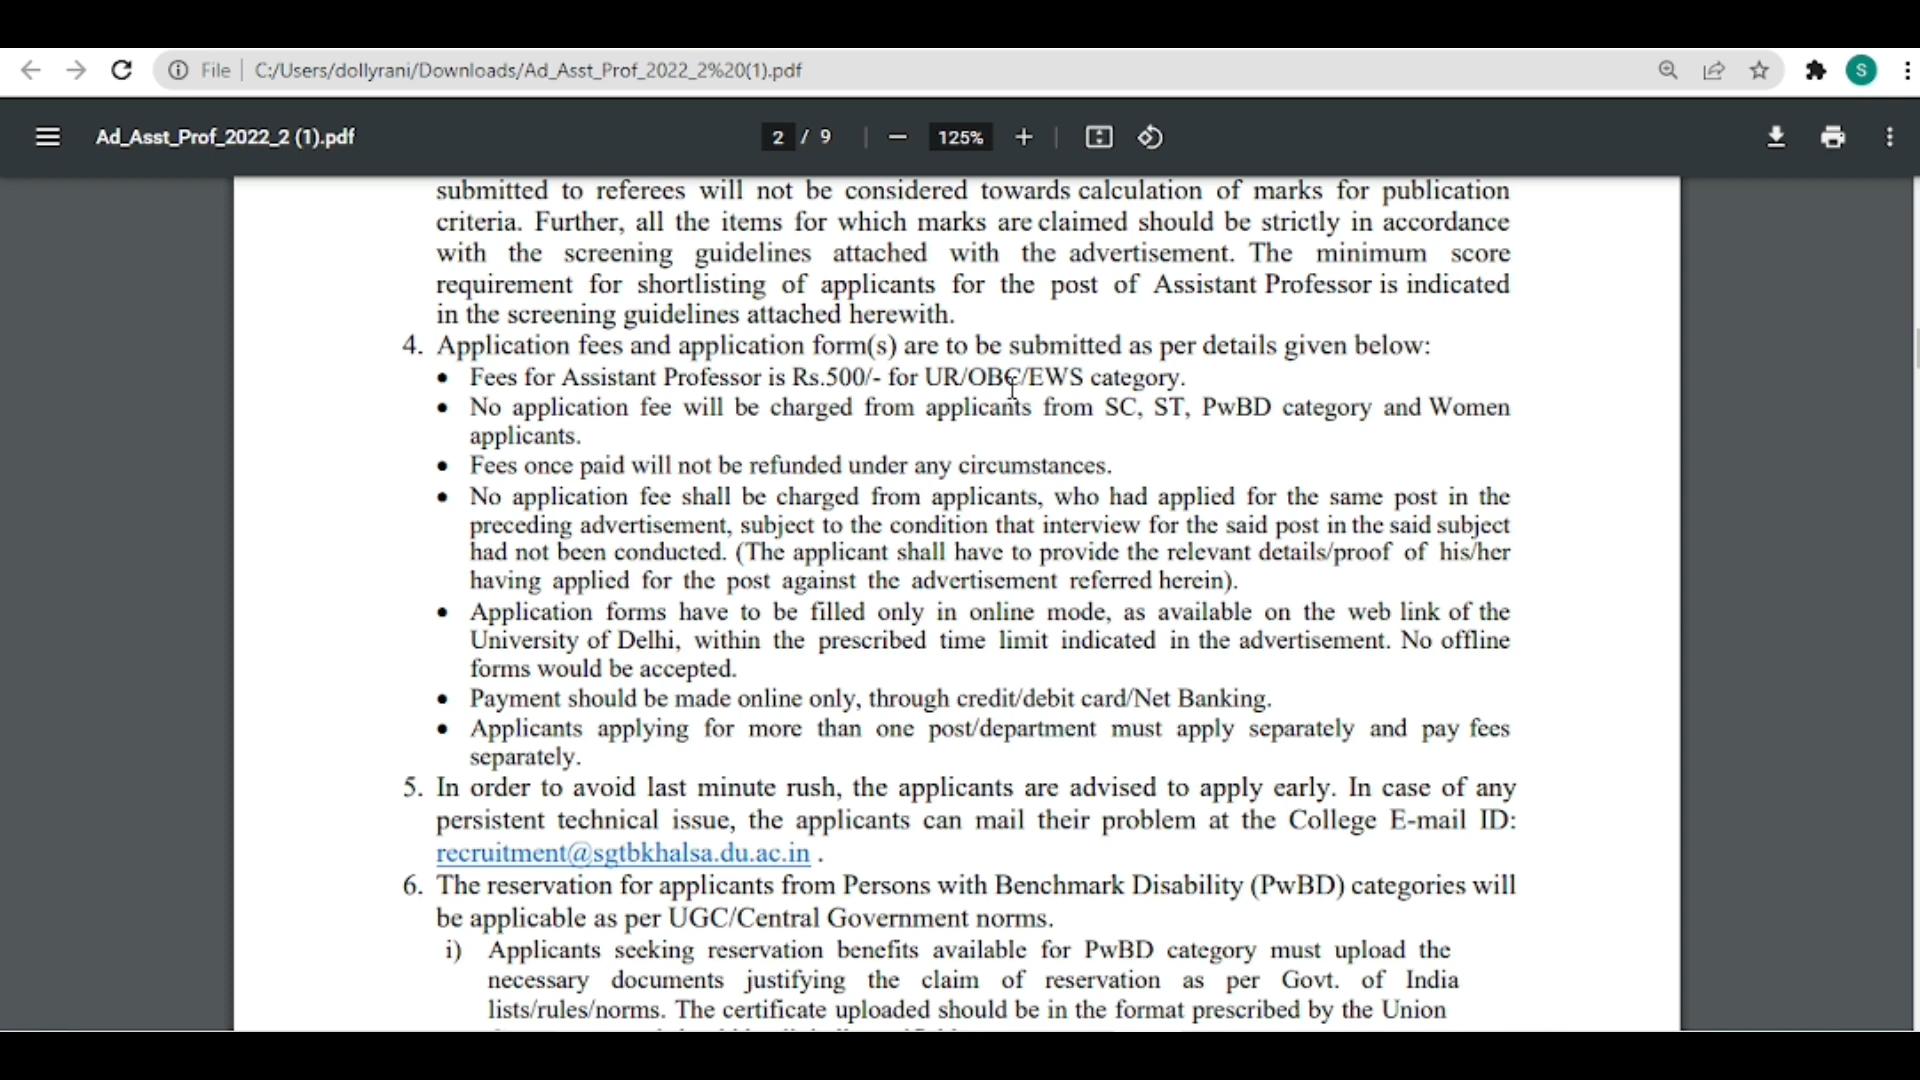 File
C:/Users/dollyrani/Downloads/Ad_Asst_Prof_2022_2%20(1).pdf
S
Ad_Asst_Prof_2022_2 (1).pdf
2 / 9
125%
submitted to referees will not be considered towards calculation of marks for publication
criteria. Further, all the items for which marks are claimed should be strictly in accordance
with the screening guidelines attached with the advertisement. The minimum score
requirement for shortlisting of applicants for the post of Assistant Professor is indicated
in the screening guidelines attached herewith.
4. Application fees and application form(s) are to be submitted as per details given below:
• Fees for Assistant Professor is Rs.500/- for UR/OBC/EWS category.
• No application fee will be charged from applicants from SC, ST, PwBD category and Women
applicants.
• Fees once paid will not be refunded under any circumstances.
• No application fee shall be charged from applicants, who had applied for the same post in the
preceding advertisement, subject to the condition that interview for the said post in the said subject
had not been conducted. (The applicant shall have to provide the relevant details/proof of his/her
having applied for the post against the advertisement referred herein).
• Application forms have to be filled only in online mode, as available on the web link of the
University of Delhi, within the prescribed time limit indicated in the advertisement. No offline
forms would be accepted.
• Payment should be made online only, through credit/debit card/Net Banking.
• Applicants applying for more than one post/department must apply separately and pay fees
separately.
5. In order to avoid last minute rush, the applicants are advised to apply early. In case of any
persistent technical issue, the applicants can mail their problem at the College E-mail ID:
recruitment@sgtbkhalsa.du.ac.in .
6. The reservation for applicants from Persons with Benchmark Disability (PwBD) categories will
be applicable as per UGC/Central Government norms.
i) Applicants seeking reservation benefits available for PwBD category must upload the
necessary documents justifying the claim of reservation as per Govt. of India
lists/rules/norms. The certificate uploaded should be in the format prescribed by the Union